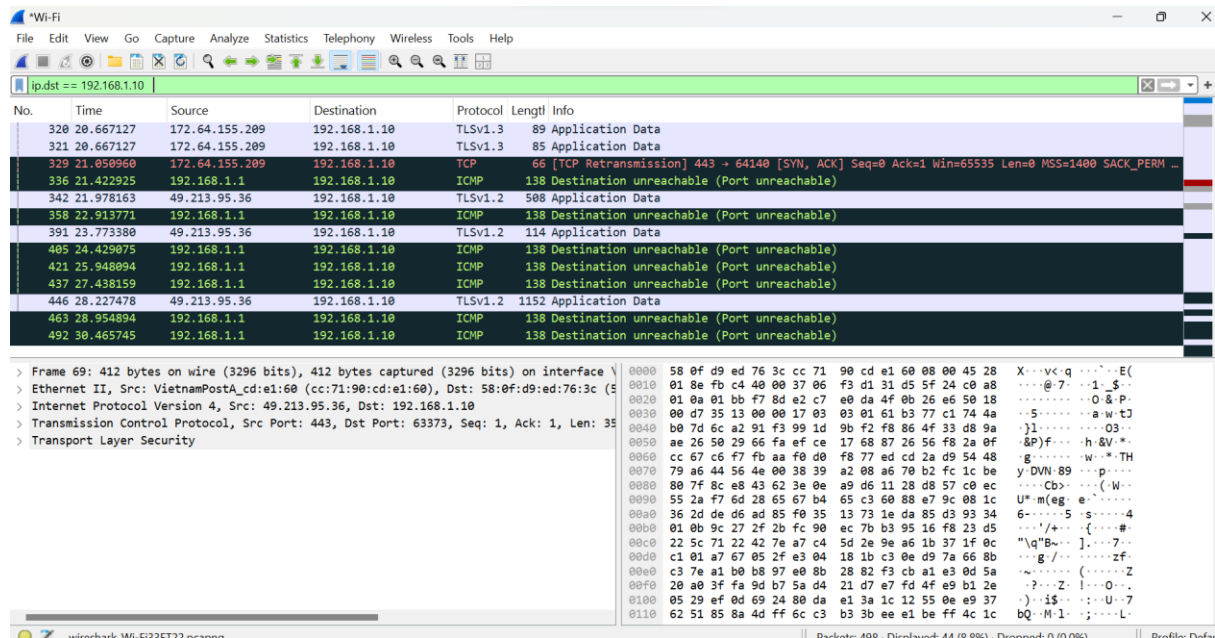 *Wi-Fi
File Edit View Go Capture Analyze Statistics Telephony Wireless Tools Help
ip.dst == 192.168.1.10
No. Time Source Destination Protocol Length Info
320 20.667127 172.64.155.209 192.168.1.10 TLSv1.3 89 Application Data
321 20.667127 172.64.155.209 192.168.1.10 TLSv1.3 85 Application Data
329 21.050960 172.64.155.209 192.168.1.10 TCP 66 [TCP Retransmission] 443 → 64140 [SYN, ACK] Seq=0 Ack=1 Win=65535 Len=0 MSS=1400 SACK_PERM …
336 21.422925 192.168.1.1 192.168.1.10 ICMP 138 Destination unreachable (Port unreachable)
342 21.978163 49.213.95.36 192.168.1.10 TLSv1.2 508 Application Data
358 22.913771 192.168.1.1 192.168.1.10 ICMP 138 Destination unreachable (Port unreachable)
391 23.773380 49.213.95.36 192.168.1.10 TLSv1.2 114 Application Data
405 24.429075 192.168.1.1 192.168.1.10 ICMP 138 Destination unreachable (Port unreachable)
421 25.948094 192.168.1.1 192.168.1.10 ICMP 138 Destination unreachable (Port unreachable)
437 27.438159 192.168.1.1 192.168.1.10 ICMP 138 Destination unreachable (Port unreachable)
446 28.227478 49.213.95.36 192.168.1.10 TLSv1.2 1152 Application Data
463 28.954894 192.168.1.1 192.168.1.10 ICMP 138 Destination unreachable (Port unreachable)
492 30.465745 192.168.1.1 192.168.1.10 ICMP 138 Destination unreachable (Port unreachable)
Frame 69: 412 bytes on wire (3296 bits), 412 bytes captured (3296 bits) on interface \
Ethernet II, Src: VietnamPostA_cd:e1:60 (cc:71:90:cd:e1:60), Dst: 58:0f:d9:ed:76:3c (5
Internet Protocol Version 4, Src: 49.213.95.36, Dst: 192.168.1.10
Transmission Control Protocol, Src Port: 443, Dst Port: 63373, Seq: 1, Ack: 1, Len: 35
Transport Layer Security
0000 58 0f d9 ed 76 3c cc 71 90 cd e1 60 08 00 45 28 X···v<·q ···`··E(
0010 01 8e fb c4 40 00 37 06 f3 d1 31 d5 5f 24 c0 a8 ····@·7· ··1·_$··
0020 01 0a 01 bb f7 8d e2 c7 e0 da 4f 0b 26 e6 50 18 ········ ··O·&·P·
0030 00 d7 35 13 00 00 17 03 03 01 61 b3 77 c1 74 4a ··5····· ··a·w·tJ
0040 b0 7d 6c a2 91 f3 99 1d 9b f2 f8 86 4f 33 d8 9a ·}l····· ····O3··
0050 ae 26 50 29 66 fa ef ce 17 68 87 26 56 f8 2a 0f ·&P)f··· ·h·&V·*·
0060 cc 67 c6 f7 fb aa f0 d0 f8 77 ed cd 2a d9 54 48 ·g······ ·w··*·TH
0070 79 a6 44 56 4e 00 38 39 a2 08 a6 70 b2 fc 1c be y·DVN·89 ···p····
0080 80 7f 8c e8 43 62 3e 0e a9 d6 11 28 d8 57 c0 ec ····Cb>· ···(·W··
0090 55 2a f7 6d 28 65 67 b4 65 c3 60 88 e7 9c 08 1c U*·m(eg· e·`·····
00a0 36 2d de d6 ad 85 f0 35 13 73 1e da 85 d3 93 34 6-·····5 ·s·····4
00b0 01 0b 9c 27 2f 2b fc 90 ec 7b b3 95 16 f8 23 d5 ···'/+·· ·{····#·
00c0 22 5c 71 22 42 7e a7 c4 5d 2e 9e a6 1b 37 1f 0c "\q"B~·· ].···7··
00d0 c1 01 a7 67 05 2f e3 04 18 1b c3 0e d9 7a 66 8b ···g·/·· ·····zf·
00e0 c3 7e a1 b0 b8 97 e0 8b 28 82 f3 cb a1 e3 0d 5a ·~······ (······Z
00f0 20 a0 3f fa 9d b7 5a d4 21 d7 e7 fd 4f e9 b1 2e ·?···Z· !···O··.
0100 05 29 ef 0d 69 24 80 da e1 3a 1c 12 55 0e e9 37 ·)··i$·· ·:··U··7
0110 62 51 85 8a 4d ff 6c c3 b3 3b ee e1 be ff 4c 1c bQ··M·l· ·;····L·